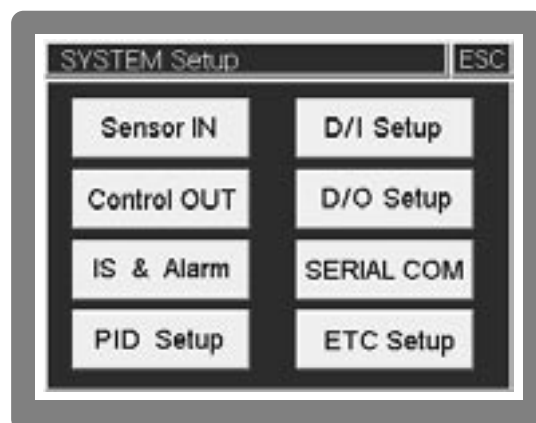 SYSTEM Setup ESC
Sensor IN D/I Setup
Control OUT D/O Setup
IS & Alarm SERIAL COM
PID Setup ETC Setup